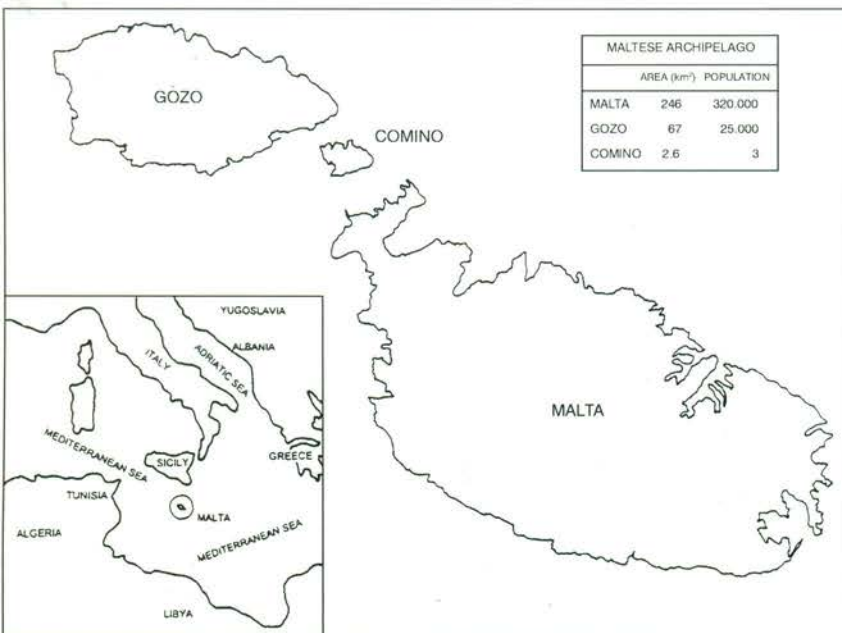 MALTESE ARCHIPELAGO
AREA (km²) POPULATION
MALTA 246 320.000
GOZO 67 25.000
COMINO 2.6 3
GOZO
COMINO
MALTA
YUGOSLAVIA
ALBANIA
ADRIATIC SEA
ITALY
MEDITERRANEAN SEA
SICILY
GREECE
TUNISIA
MALTA
ALGERIA
MEDITERRANEAN SEA
LIBYA